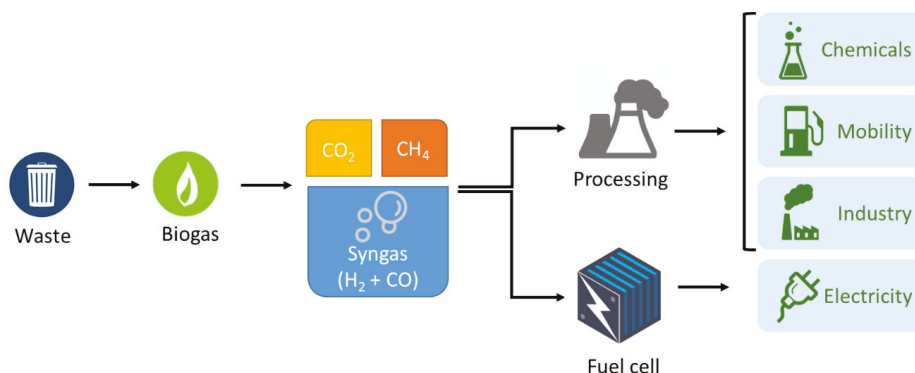 Waste
Biogas
CO₂
CH₄
Syngas
(H₂ + CO)
Processing
Fuel cell
Chemicals
Mobility
Industry
Electricity